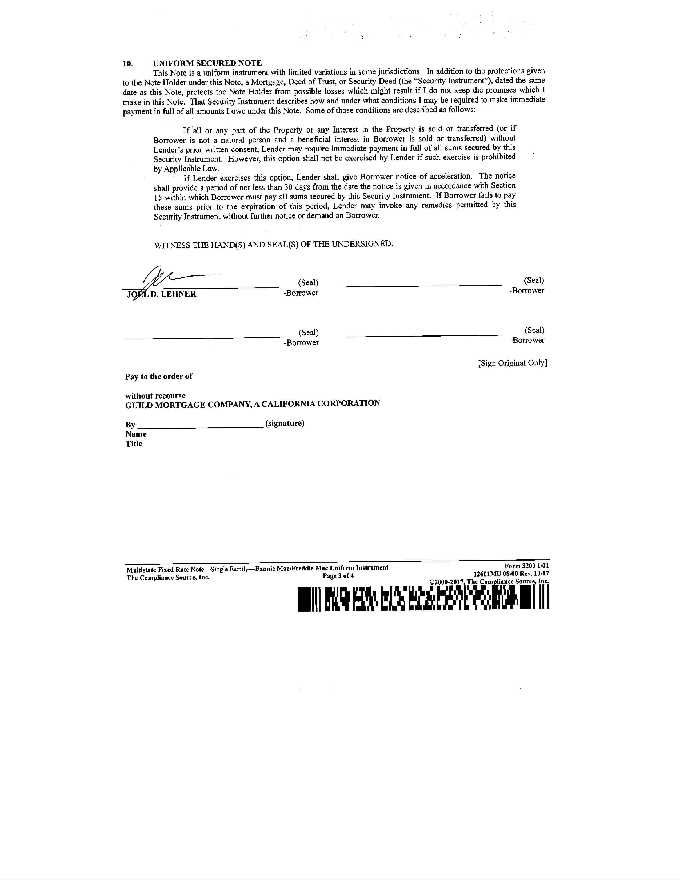 10. UNIFORM SECURED NOTE
This Note is a uniform instrument with limited variations in some jurisdictions. In addition to the protections given
to the Note Holder under this Note, a Mortgage, Deed of Trust, or Security Deed (the "Security Instrument"), dated the same
date as this Note, protects the Note Holder from possible losses which might result if I do not keep the promises which I
make in this Note. That Security Instrument describes how and under what conditions I may be required to make immediate
payment in full of all amounts I owe under this Note. Some of those conditions are described as follows:
If all or any part of the Property or any Interest in the Property is sold or transferred (or if
Borrower is not a natural person and a beneficial interest in Borrower is sold or transferred) without
Lender's prior written consent, Lender may require immediate payment in full of all sums secured by this
Security Instrument. However, this option shall not be exercised by Lender if such exercise is prohibited
by Applicable Law.
If Lender exercises this option, Lender shall give Borrower notice of acceleration. The notice
shall provide a period of not less than 30 days from the date the notice is given in accordance with Section
15 within which Borrower must pay all sums secured by this Security Instrument. If Borrower fails to pay
these sums prior to the expiration of this period, Lender may invoke any remedies permitted by this
Security Instrument without further notice or demand on Borrower.
WITNESS THE HAND(S) AND SEAL(S) OF THE UNDERSIGNED.
(Seal) (Seal)
JOEL D. LEHNER -Borrower -Borrower
(Seal) (Seal)
-Borrower -Borrower
[Sign Original Only]
Pay to the order of
without recourse
GUILD MORTGAGE COMPANY, A CALIFORNIA CORPORATION
By (signature)
Name
Title
Multistate Fixed Rate Note—Single Family—Fannie Mae/Freddie Mac Uniform Instrument Form 3200 1/01
The Compliance Source, Inc. Page 3 of 4
The Compliance Source, Inc.